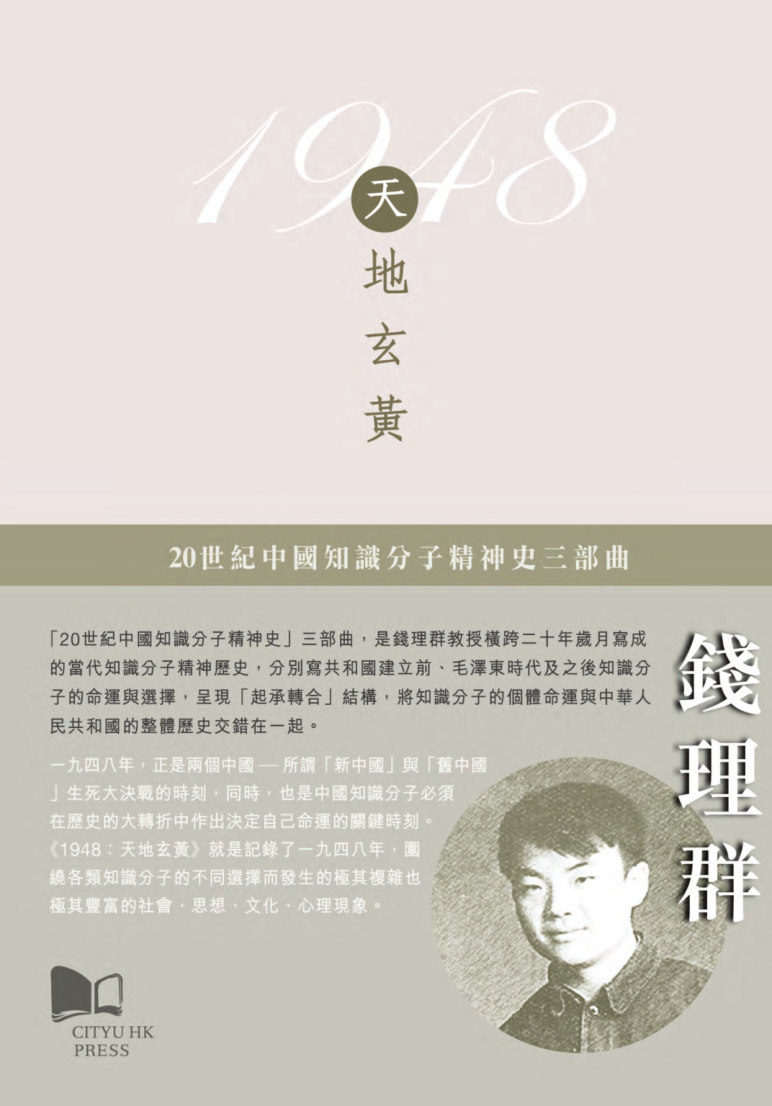 1948
天地玄黃
20世紀中國知識分子精神史三部曲
「20世紀中國知識分子精神史」三部曲，是錢理群教授橫跨二十年歲月寫成
的當代知識分子精神歷史，分別寫共和國建立前、毛澤東時代及之後知識分
子的命運與選擇，呈現「起承轉合」結構，將知識分子的個體命運與中華人
民共和國的整體歷史交錯在一起。
一九四八年，正是兩個中國——所謂「新中國」與「舊中國
」生死大決戰的時刻，同時，也是中國知識分子必須
在歷史的大轉折中作出決定自己命運的關鍵時刻。
《1948：天地玄黃》就是記錄了一九四八年，圍
繞各類知識分子的不同選擇而發生的極其複雜也
極其豐富的社會、思想、文化、心理現象。
錢理群
CITYU HK
PRESS